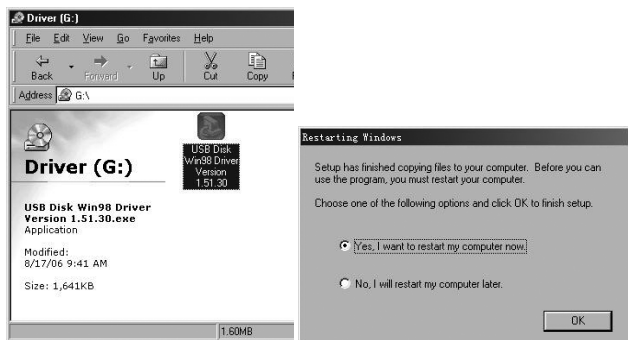 Driver (G:)
File Edit View Go Favorites Help
Back Forward Up Cut Copy
Address G:\
Driver (G:)
USB Disk Win98 Driver
Version 1.51.30.exe
Application
Modified:
8/17/06 9:41 AM
Size: 1,641KB
USB Disk
Win98 Driver
Version
1.51.30
1.60MB
Restarting Windows
Setup has finished copying files to your computer. Before you can
use the program, you must restart your computer.
Choose one of the following options and click OK to finish setup.
Yes, I want to restart my computer now.
No, I will restart my computer later.
OK